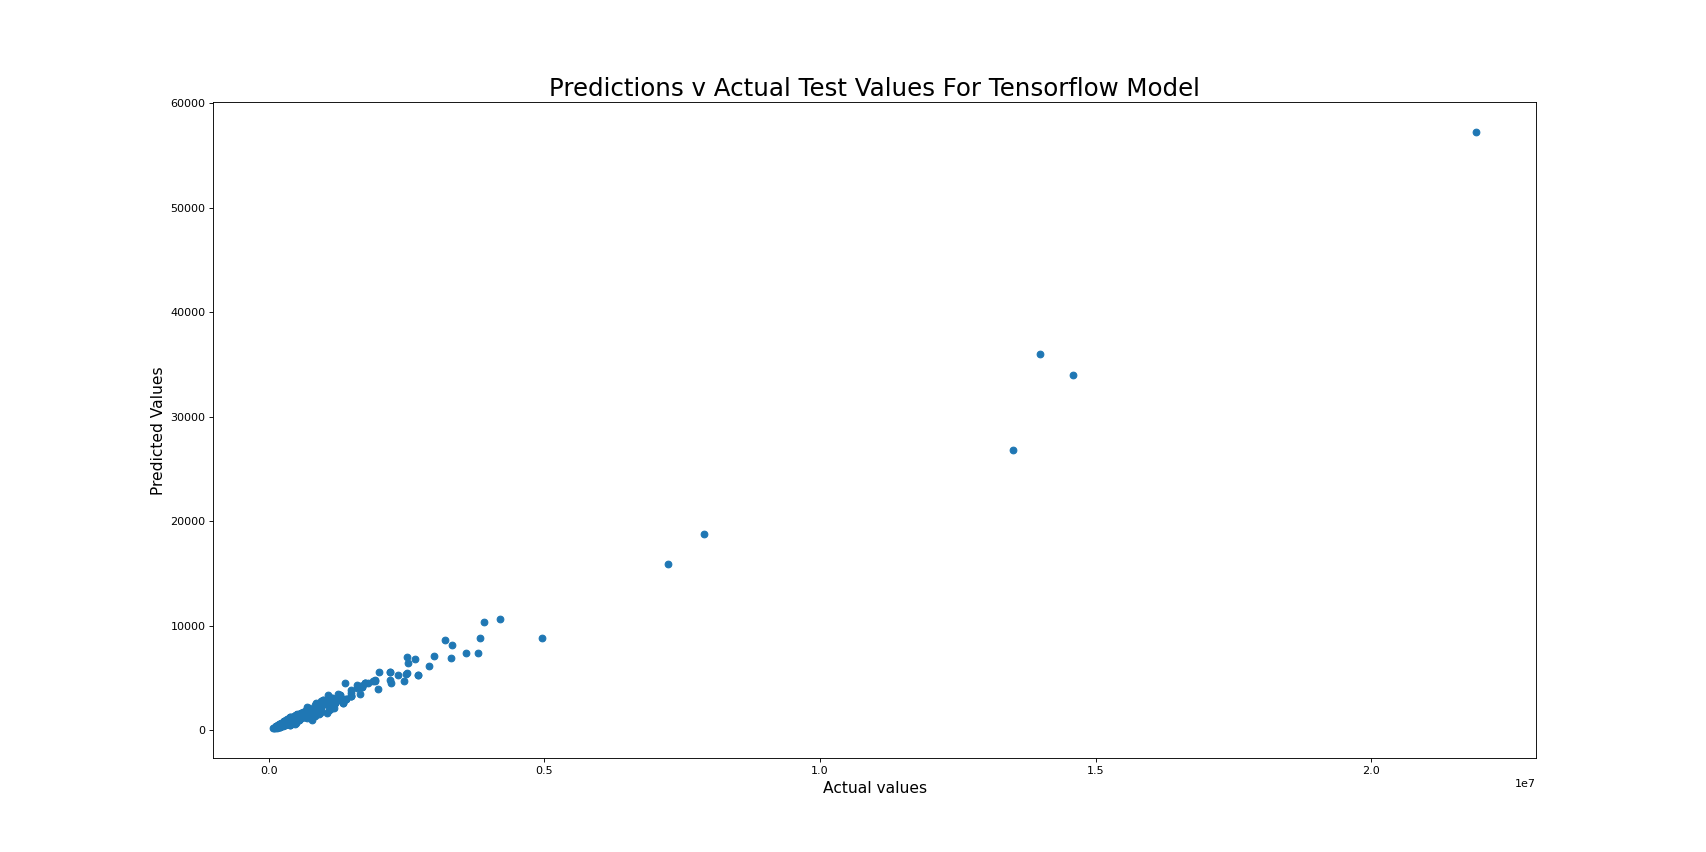 Predictions v Actual Test Values For Tensorflow Model
60000
50000
40000
30000
20000
10000
0
Predicted Values
0.0 0.5 1.0 1.5 2.0
1e7
Actual values